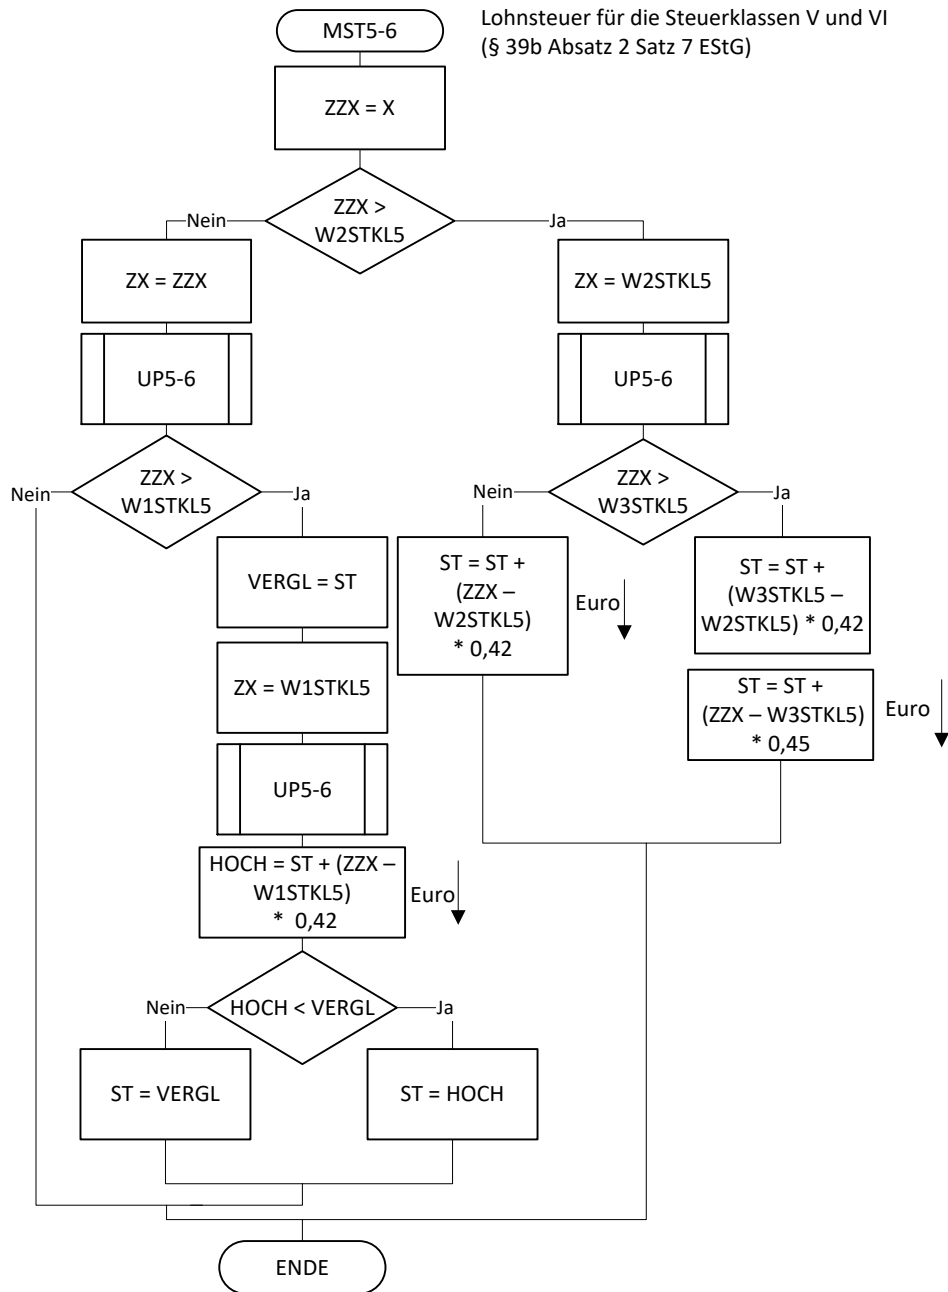 MST5-6
Lohnsteuer für die Steuerklassen V und VI
(§ 39b Absatz 2 Satz 7 EStG)
ZZX = X
ZZX >
W2STKL5
Nein
Ja
ZX = ZZX
ZX = W2STKL5
UP5-6
UP5-6
ZZX >
W1STKL5
Nein
Ja
ZZX >
W3STKL5
Nein
Ja
VERGL = ST
ST = ST +
(ZZX –
W2STKL5)
* 0,42
Euro
ST = ST +
(W3STKL5 –
W2STKL5) * 0,42
ZX = W1STKL5
ST = ST +
(ZZX – W3STKL5)
* 0,45
Euro
UP5-6
HOCH = ST + (ZZX –
W1STKL5)
* 0,42
Euro
HOCH < VERGL
Nein
Ja
ST = VERGL
ST = HOCH
ENDE